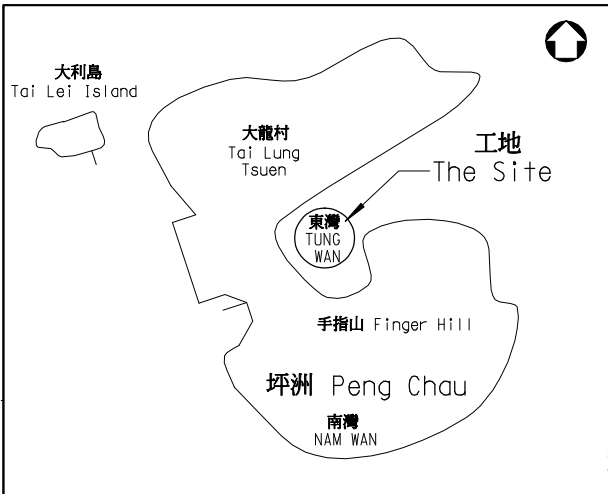 大利島
Tai Lei Island
大龍村
Tai Lung
Tsuen
工地
The Site
東灣
TUNG
WAN
手指山 Finger Hill
坪洲 Peng Chau
南灣
NAM WAN